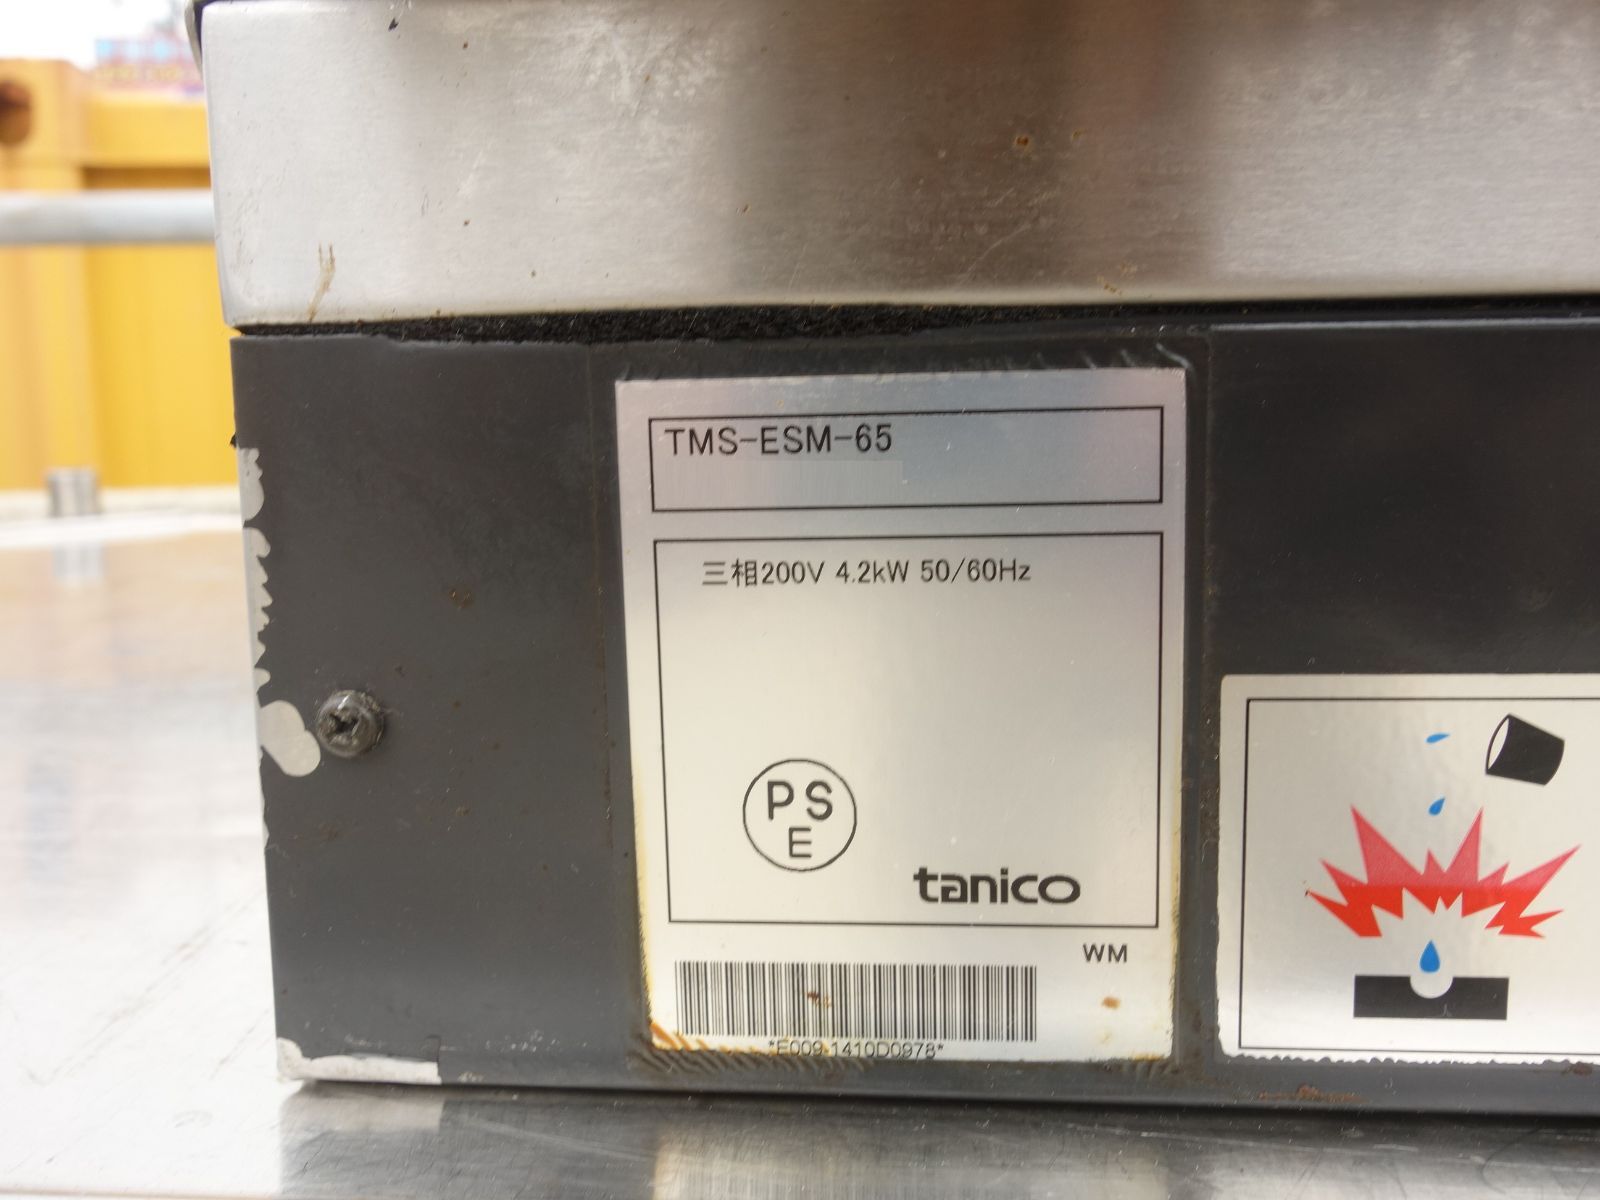 TMS-ESM-65
三相200V 4.2kW 50/60Hz
PS
E
tanico
WM
*E009 1410D0978*